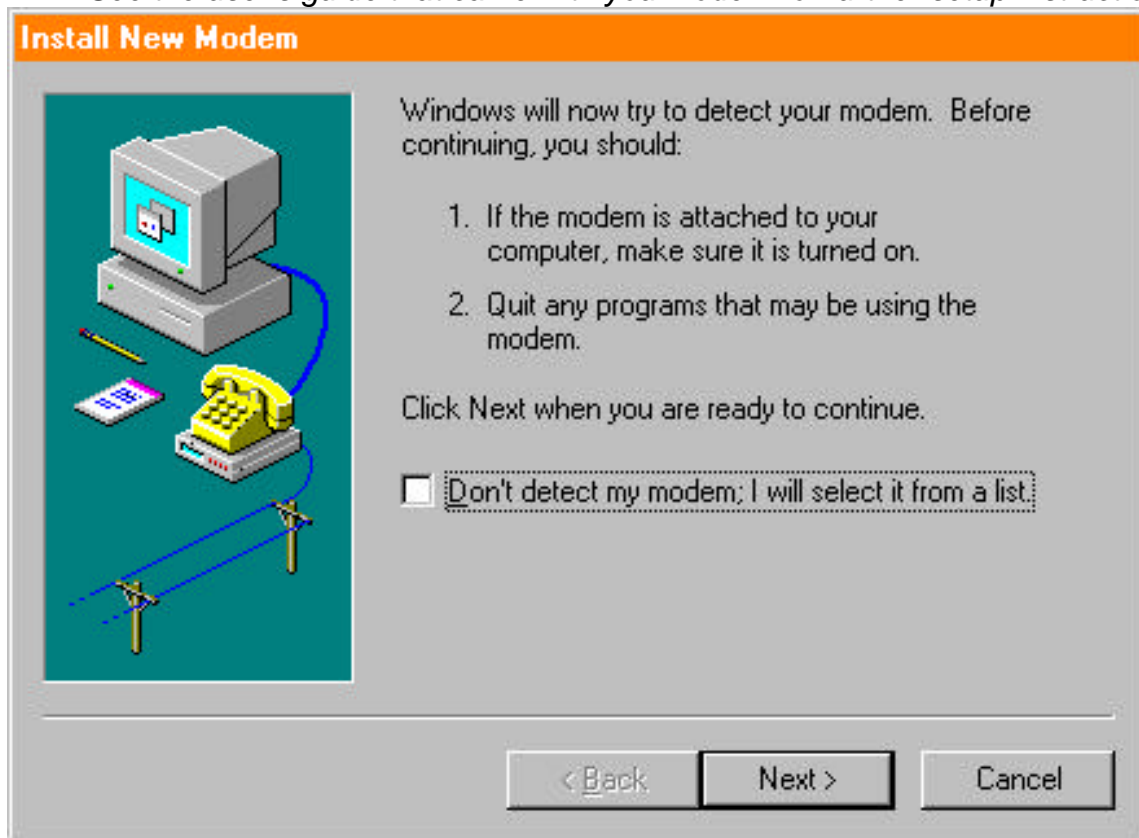 Install New Modem
Windows will now try to detect your modem. Before
continuing, you should:
1. If the modem is attached to your
computer, make sure it is turned on.
2. Quit any programs that may be using the
modem.
Click Next when you are ready to continue.
Don't detect my modem; I will select it from a list.
< Back
Next >
Cancel